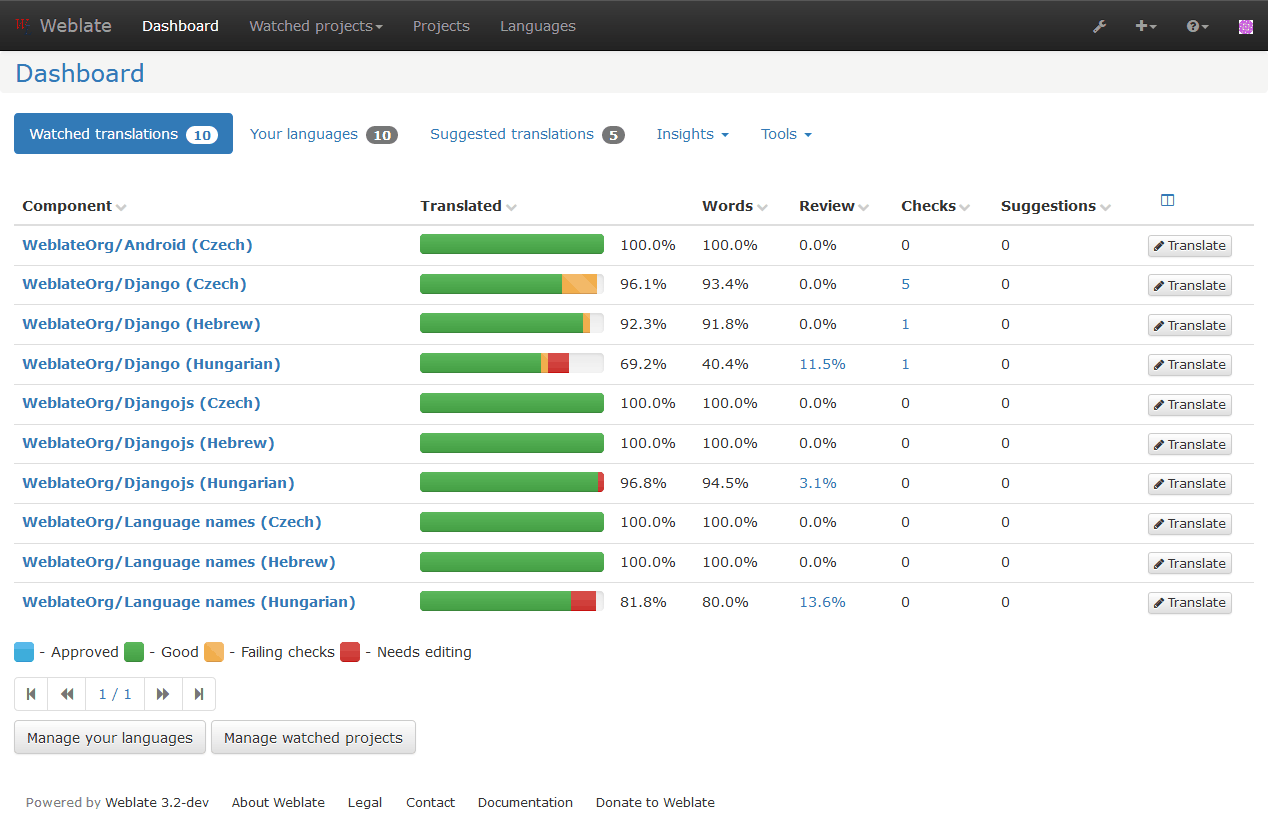 Weblate Dashboard Watched projects Projects Languages
Dashboard
Watched translations 10 Your languages 10 Suggested translations 5 Insights Tools
Component Translated Words Review Checks Suggestions
WeblateOrg/Android (Czech) 100.0% 100.0% 0.0% 0 0 Translate
WeblateOrg/Django (Czech) 96.1% 93.4% 0.0% 5 0 Translate
WeblateOrg/Django (Hebrew) 92.3% 91.8% 0.0% 1 0 Translate
WeblateOrg/Django (Hungarian) 69.2% 40.4% 11.5% 1 0 Translate
WeblateOrg/Djangojs (Czech) 100.0% 100.0% 0.0% 0 0 Translate
WeblateOrg/Djangojs (Hebrew) 100.0% 100.0% 0.0% 0 0 Translate
WeblateOrg/Djangojs (Hungarian) 96.8% 94.5% 3.1% 0 0 Translate
WeblateOrg/Language names (Czech) 100.0% 100.0% 0.0% 0 0 Translate
WeblateOrg/Language names (Hebrew) 100.0% 100.0% 0.0% 0 0 Translate
WeblateOrg/Language names (Hungarian) 81.8% 80.0% 13.6% 0 0 Translate
- Approved - Good - Failing checks - Needs editing
1 / 1
Manage your languages Manage watched projects
Powered by Weblate 3.2-dev About Weblate Legal Contact Documentation Donate to Weblate